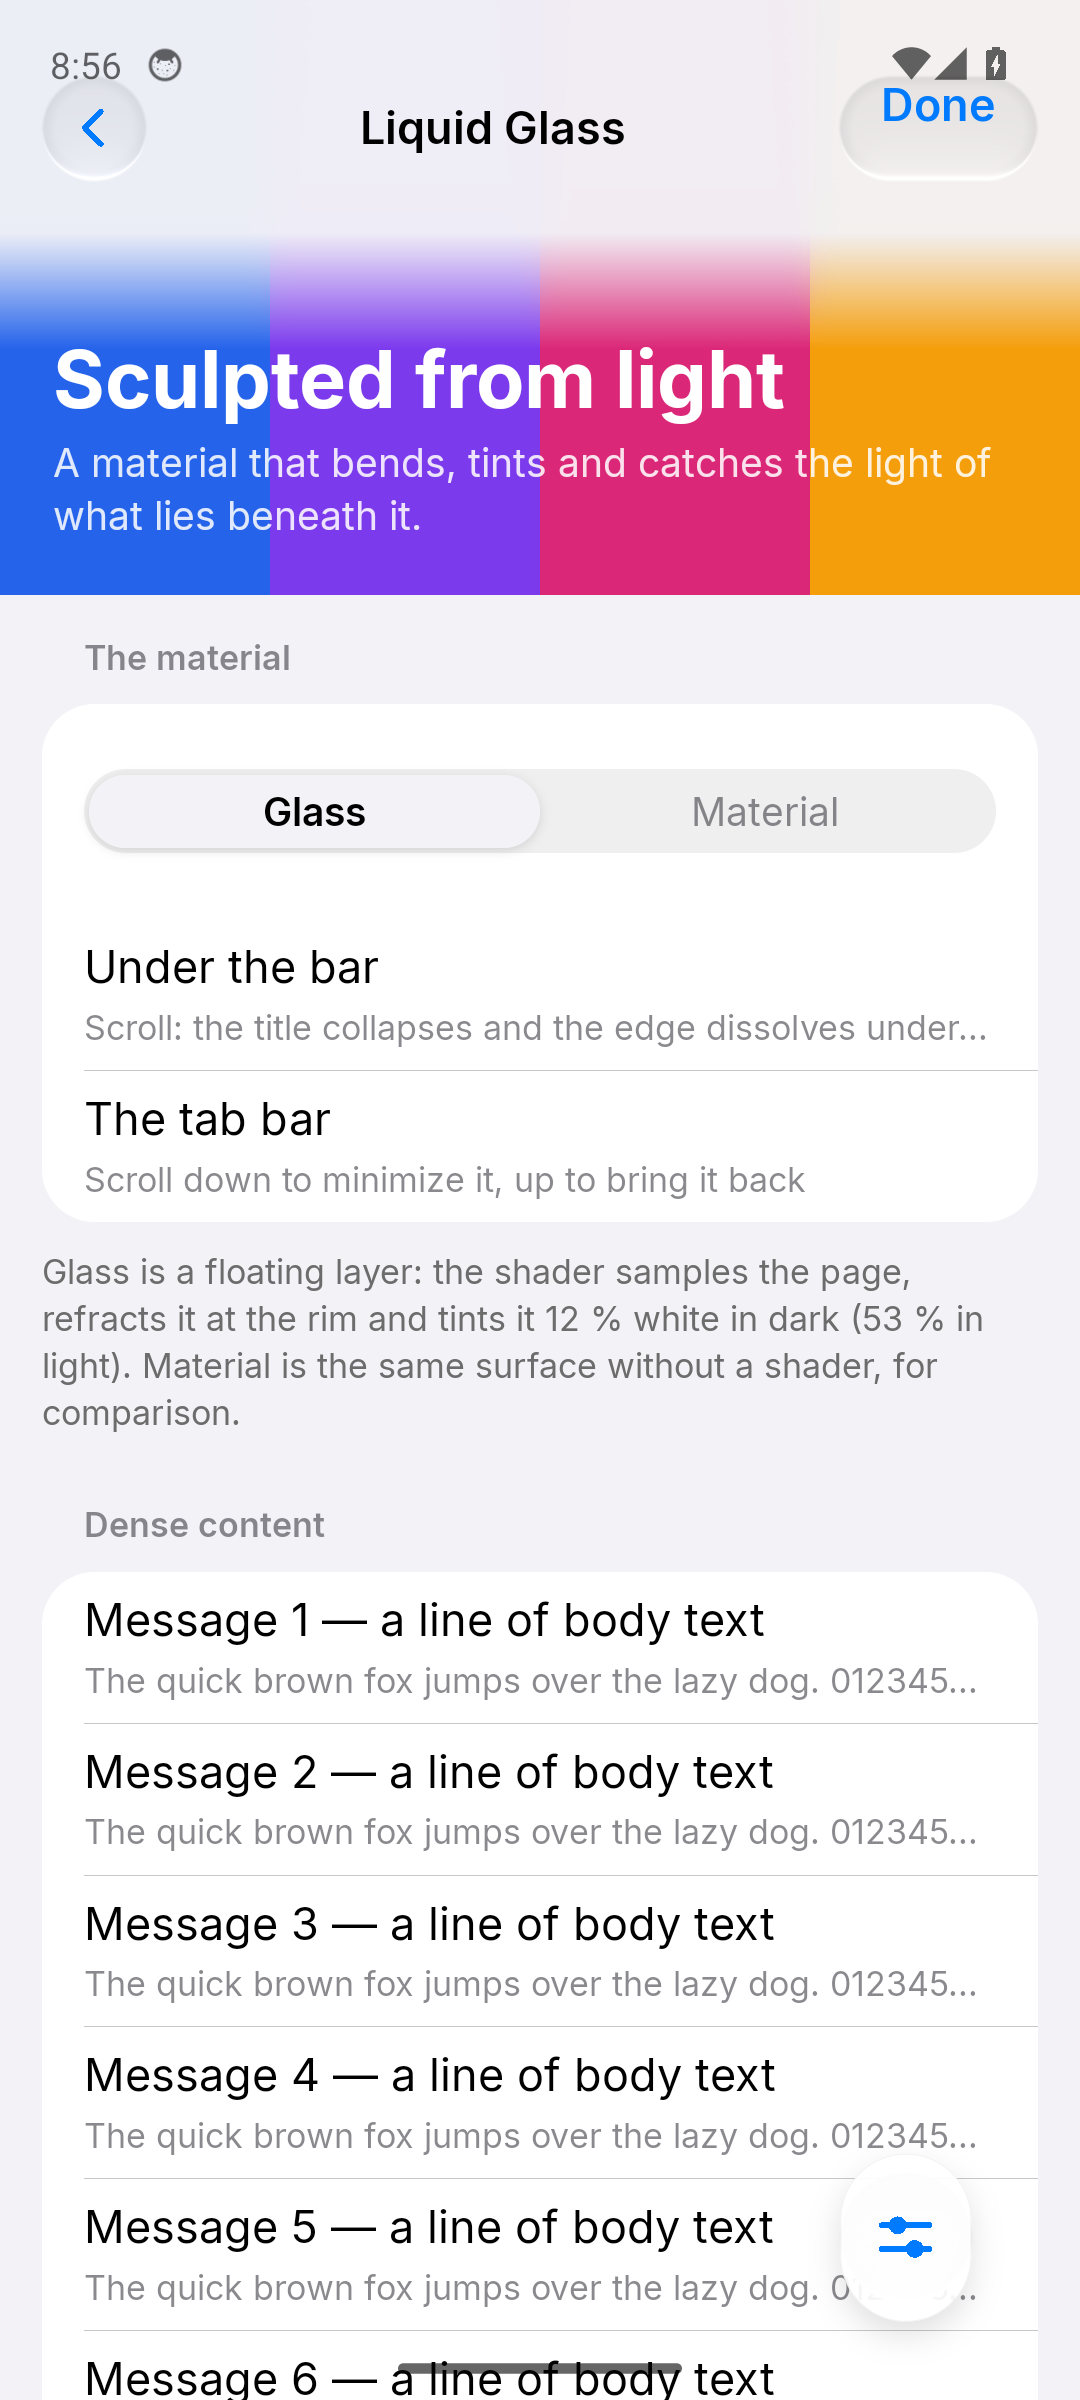 8:56
Liquid Glass
Done
Sculpted from light
A material that bends, tints and catches the light of
what lies beneath it.
The material
Glass
Material
Under the bar
Scroll: the title collapses and the edge dissolves under...
The tab bar
Scroll down to minimize it, up to bring it back
Glass is a floating layer: the shader samples the page,
refracts it at the rim and tints it 12 % white in dark (53 % in
light). Material is the same surface without a shader, for
comparison.
Dense content
Message 1 — a line of body text
The quick brown fox jumps over the lazy dog. 012345...
Message 2 — a line of body text
The quick brown fox jumps over the lazy dog. 012345...
Message 3 — a line of body text
The quick brown fox jumps over the lazy dog. 012345...
Message 4 — a line of body text
The quick brown fox jumps over the lazy dog. 012345...
Message 5 — a line of body text
The quick brown fox jumps over the lazy dog.
Message 6 — a line of body text